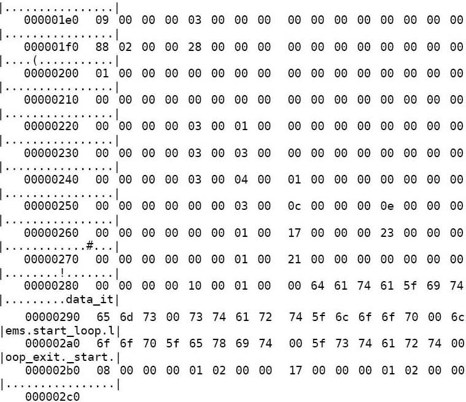 |................|
000001e0 09 00 00 00 03 00 00 00 00 00 00 00 00 00 00 00
|................|
000001f0 88 02 00 00 28 00 00 00 00 00 00 00 00 00 00 00
|....(...........|
00000200 01 00 00 00 00 00 00 00 00 00 00 00 00 00 00 00
|................|
00000210 00 00 00 00 00 00 00 00 00 00 00 00 00 00 00 00
|................|
00000220 00 00 00 00 03 00 01 00 00 00 00 00 00 00 00 00
|................|
00000230 00 00 00 00 03 00 03 00 00 00 00 00 00 00 00 00
|................|
00000240 00 00 00 00 03 00 04 00 01 00 00 00 00 00 00 00
|................|
00000250 00 00 00 00 00 00 03 00 0c 00 00 00 0e 00 00 00
|................|
00000260 00 00 00 00 00 00 01 00 17 00 00 00 23 00 00 00
|............#...|
00000270 00 00 00 00 00 00 01 00 21 00 00 00 00 00 00 00
|........!.......|
00000280 00 00 00 00 10 00 01 00 00 64 61 74 61 5f 69 74
|.........data_it|
00000290 65 6d 73 00 73 74 61 72 74 5f 6c 6f 6f 70 00 6c
|ems.start_loop.l|
000002a0 6f 6f 70 5f 65 78 69 74 00 5f 73 74 61 72 74 00
|oop_exit._start.|
000002b0 08 00 00 00 01 02 00 00 17 00 00 00 01 02 00 00
|................|
000002c0